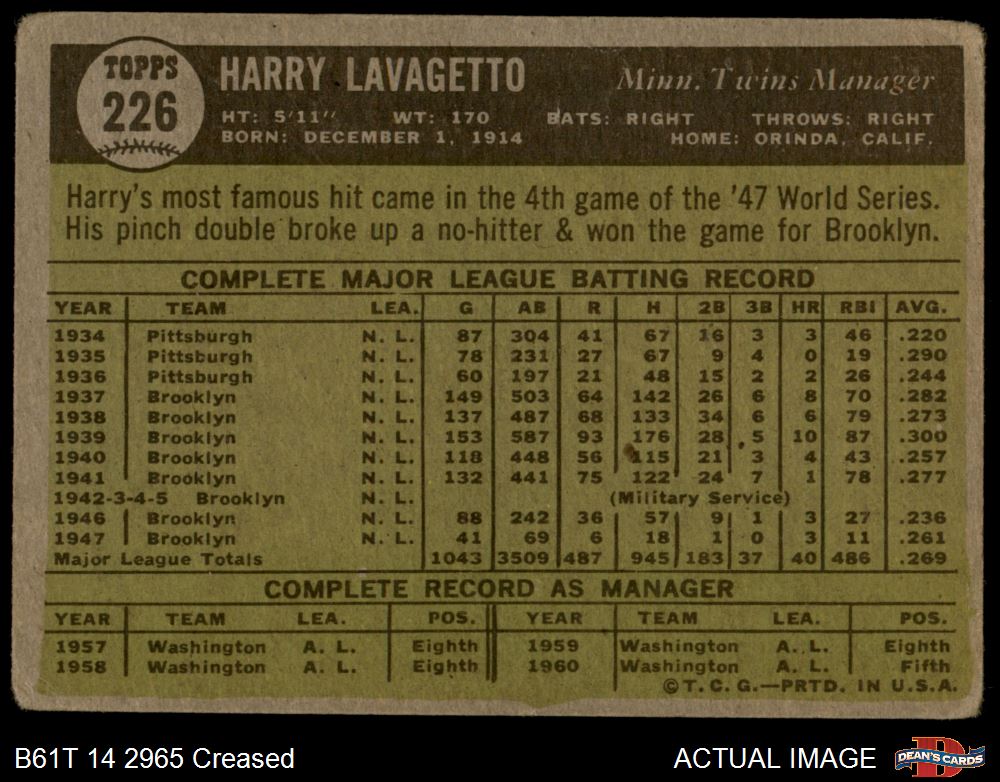 TOPPS
226
HARRY LAVAGETTO Minn. Twins Manager
HT: 5'11" WT: 170 BATS: RIGHT THROWS: RIGHT
BORN: DECEMBER 1, 1914 HOME: ORINDA, CALIF.
Harry's most famous hit came in the 4th game of the '47 World Series.
His pinch double broke up a no-hitter & won the game for Brooklyn.
COMPLETE MAJOR LEAGUE BATTING RECORD
YEAR TEAM LEA. G AB R H 2B 3B HR RBI AVG.
1934 Pittsburgh N. L. 87 304 41 67 16 3 3 46 .220
1935 Pittsburgh N. L. 78 231 27 67 9 4 0 19 .290
1936 Pittsburgh N. L. 60 197 21 48 15 2 2 26 .244
1937 Brooklyn N. L. 149 503 64 142 26 6 8 70 .282
1938 Brooklyn N. L. 137 487 68 133 34 6 6 79 .273
1939 Brooklyn N. L. 153 587 93 176 28 5 10 87 .300
1940 Brooklyn N. L. 118 448 56 115 21 3 4 43 .257
1941 Brooklyn N. L. 132 441 75 122 24 7 1 78 .277
1942-3-4-5 Brooklyn N. L. (Military Service)
1946 Brooklyn N. L. 88 242 36 57 9 1 3 27 .236
1947 Brooklyn N. L. 41 69 6 18 1 0 3 11 .261
Major League Totals 1043 3509 487 945 183 37 40 486 .269
COMPLETE RECORD AS MANAGER
YEAR TEAM LEA. POS. YEAR TEAM LEA. POS.
1957 Washington A. L. Eighth 1959 Washington A. L. Eighth
1958 Washington A. L. Eighth 1960 Washington A. L. Fifth
©T. C. G.—PRTD. IN U.S.A.
B61T 14 2965 Creased ACTUAL IMAGE D DEAN'S CARDS